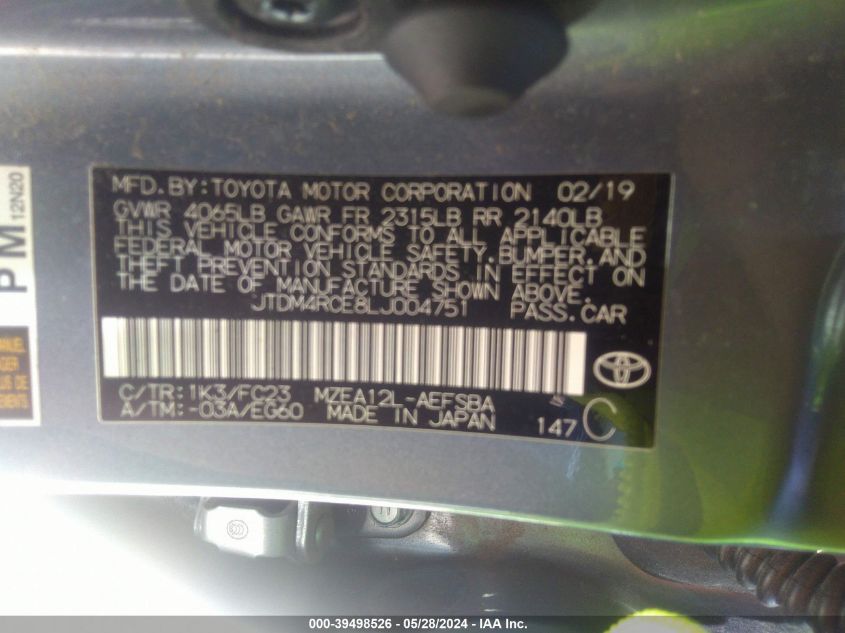 MFD. BY: TOYOTA MOTOR CORPORATION 02/19
GVWR 4065LB GAWR FR 2315LB RR 2140LB
THIS VEHICLE CONFORMS TO ALL APPLICABLE
FEDERAL MOTOR VEHICLE SAFETY, BUMPER, AND
THEFT PREVENTION STANDARDS IN EFFECT ON
THE DATE OF MANUFACTURE SHOWN ABOVE.
JTDM4RCE8LJ004751 PASS. CAR
C/TR: 1K3/FC23 MZEA12L-AEFSBA
A/TM: -03A/EG60 MADE IN JAPAN 147 C
PM 12N20
PLUS DE
000-39498526 - 05/28/2024 - IAA Inc.